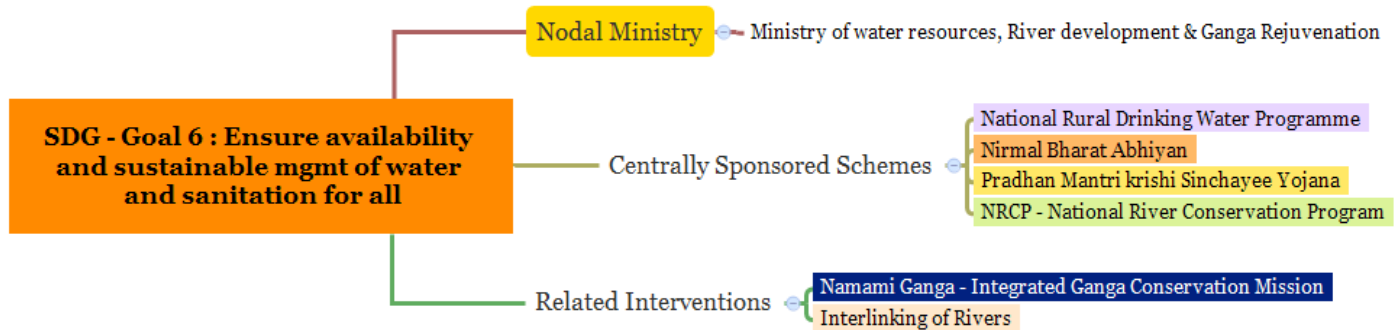 Nodal Ministry
Ministry of water resources, River development & Ganga Rejuvenation
SDG - Goal 6 : Ensure availability
and sustainable mgmt of water
and sanitation for all
Centrally Sponsored Schemes
National Rural Drinking Water Programme
Nirmal Bharat Abhiyan
Pradhan Mantri krishi Sinchayee Yojana
NRCP - National River Conservation Program
Related Interventions
Namami Ganga - Integrated Ganga Conservation Mission
Interlinking of Rivers